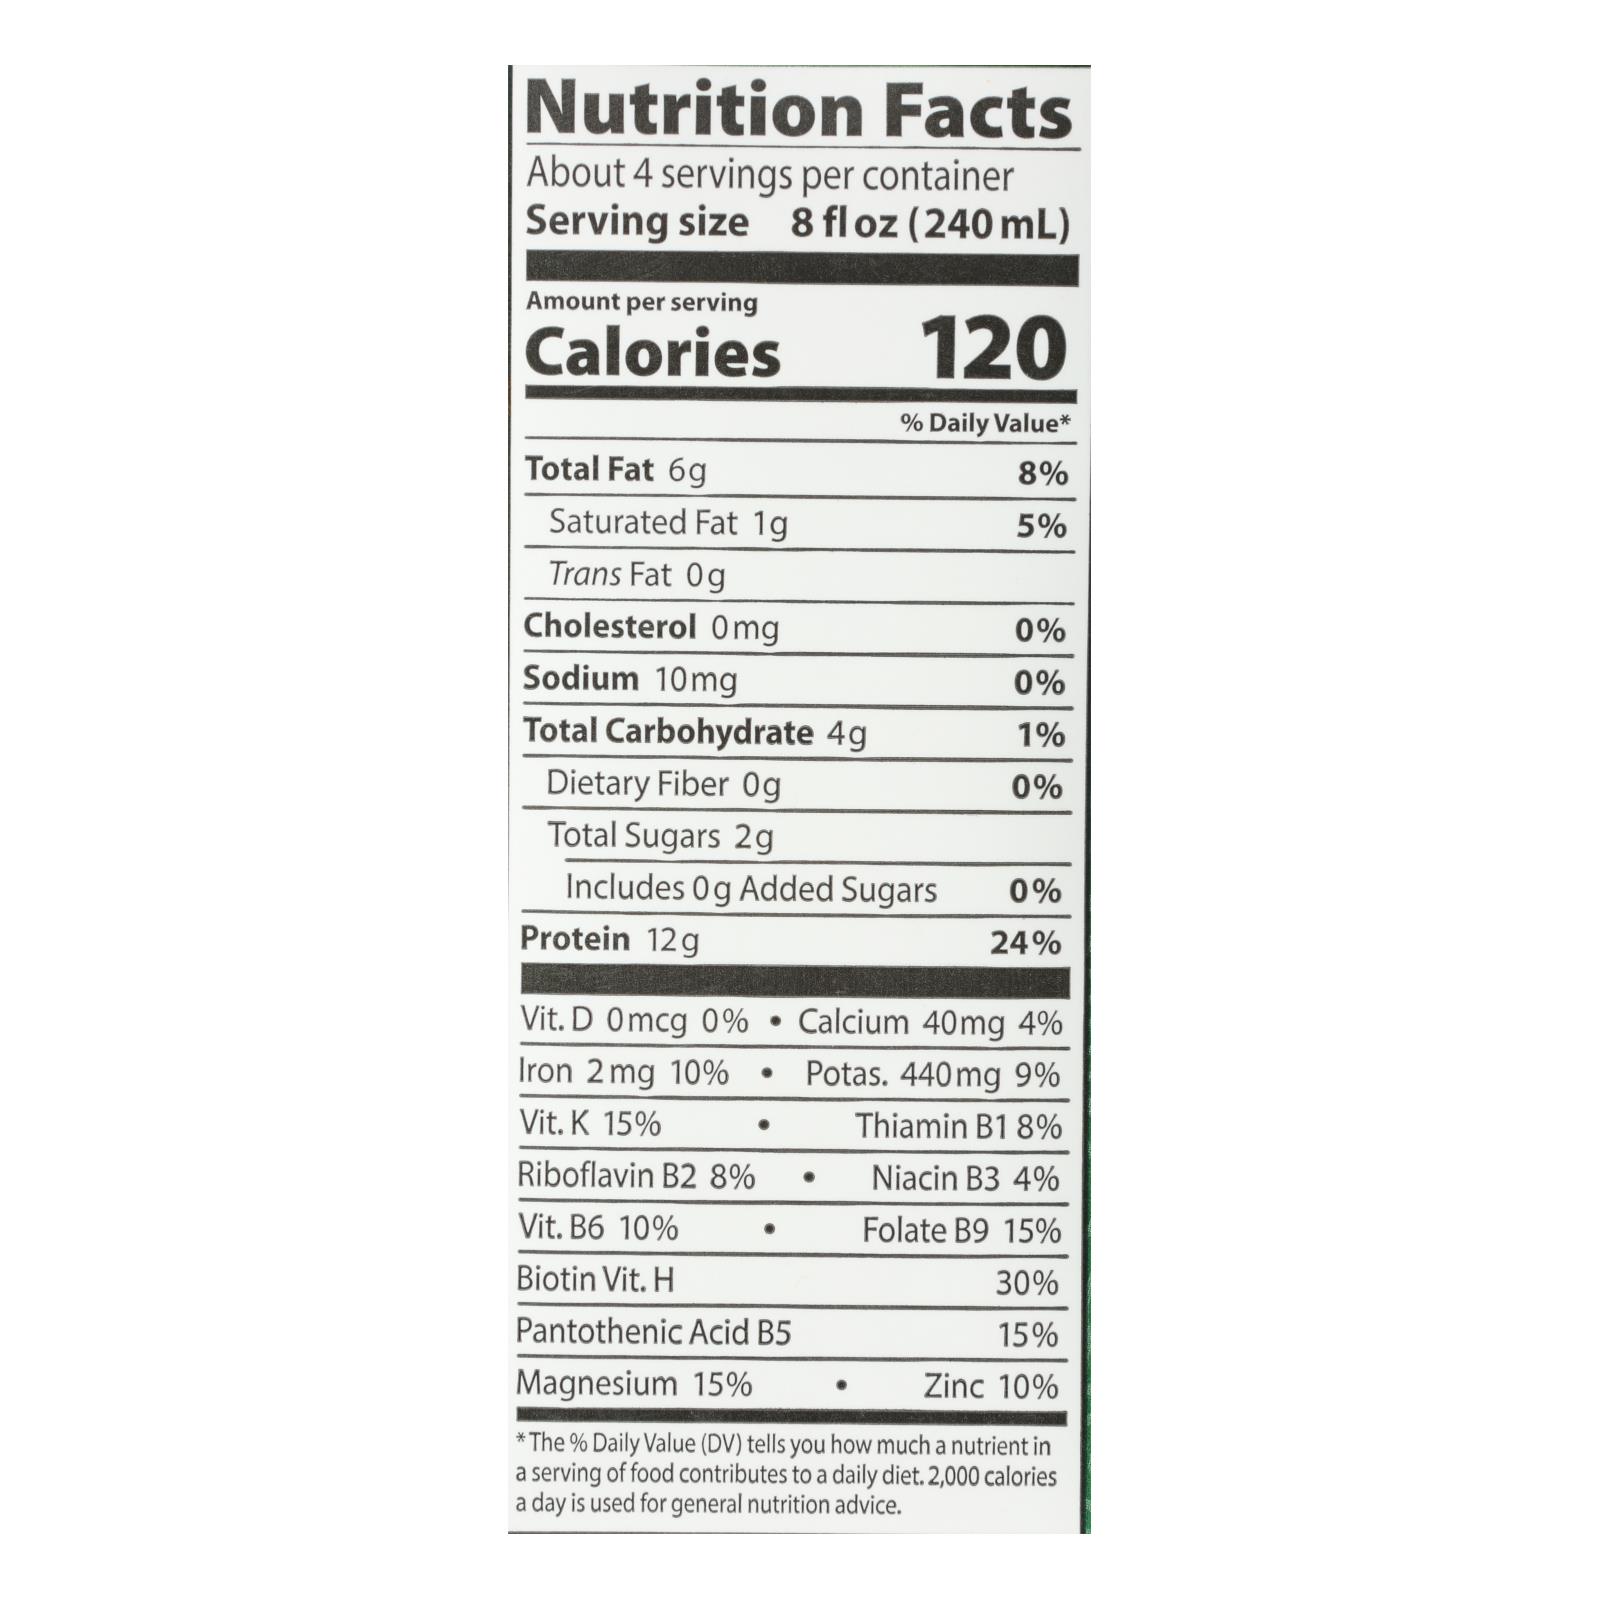 Nutrition Facts
About 4 servings per container
Serving size 8 fl oz (240 mL)
Amount per serving
Calories 120
% Daily Value*
Total Fat 6g 8%
Saturated Fat 1g 5%
Trans Fat 0g
Cholesterol 0mg 0%
Sodium 10mg 0%
Total Carbohydrate 4g 1%
Dietary Fiber 0g 0%
Total Sugars 2g
Includes 0g Added Sugars 0%
Protein 12g 24%
Vit. D 0mcg 0% • Calcium 40mg 4%
Iron 2mg 10% • Potas. 440mg 9%
Vit. K 15% • Thiamin B1 8%
Riboflavin B2 8% • Niacin B3 4%
Vit. B6 10% • Folate B9 15%
Biotin Vit. H 30%
Pantothenic Acid B5 15%
Magnesium 15% • Zinc 10%
* The % Daily Value (DV) tells you how much a nutrient in
a serving of food contributes to a daily diet. 2,000 calories
a day is used for general nutrition advice.